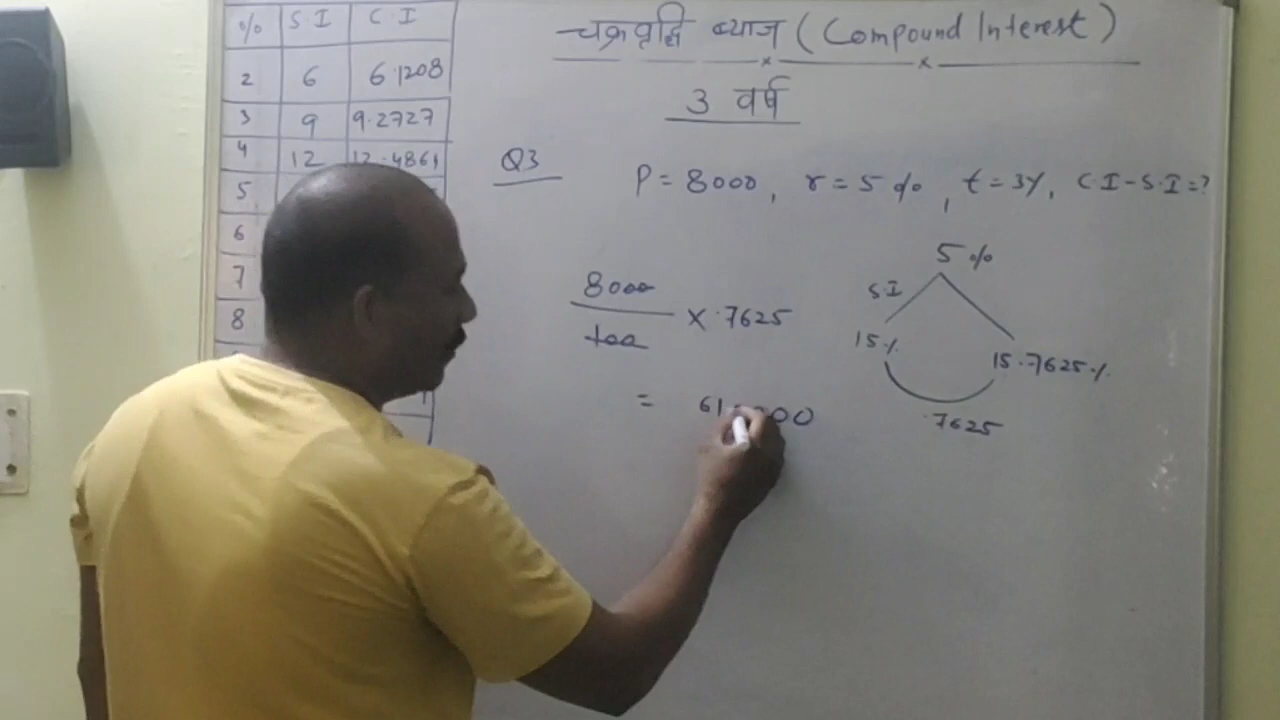 % S.I C.I
2 6 6.1208
3 9 9.2727
4 12 12.4864
5
6
7
8
चक्रवृद्धि ब्याज (Compound Interest)
3 वर्ष
Q3 P = 8000, r = 5 %, t = 3Y, C.I - S.I = ?
5 %
S.I
15% 15.7625%
.7625
8000
100
X .7625
=